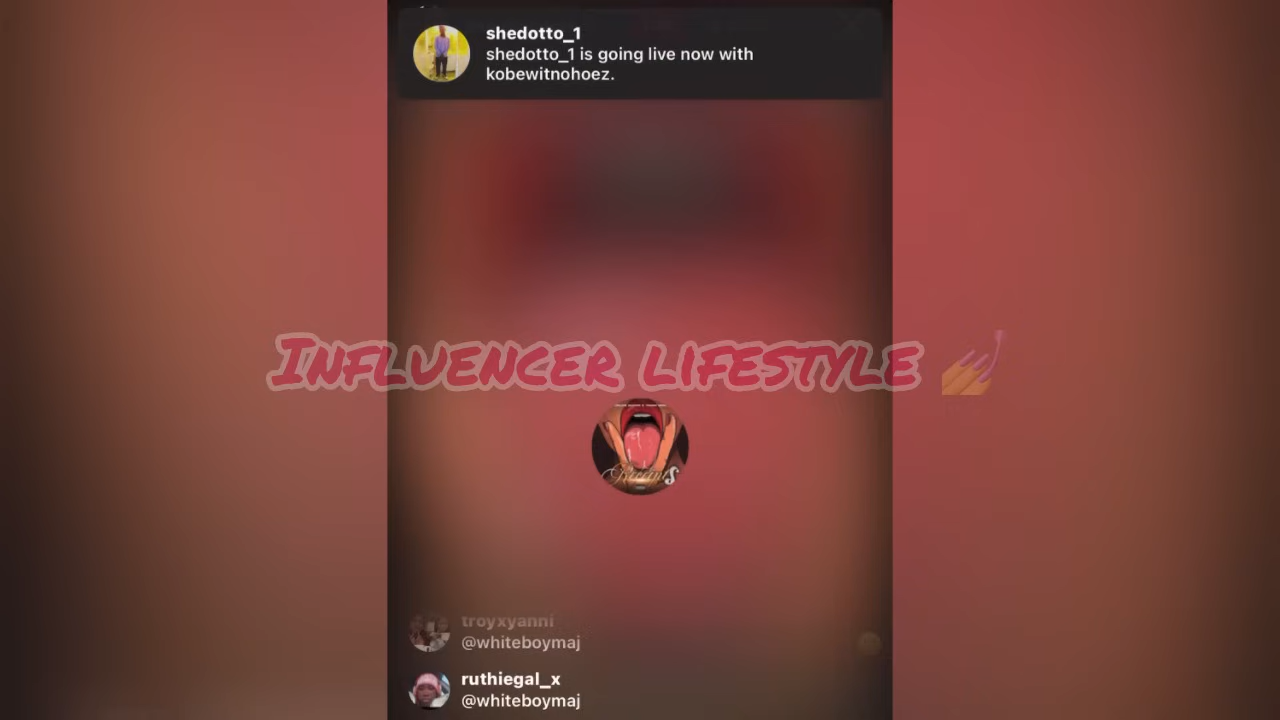 shedotto_1
shedotto_1 is going live now with
kobewitnohoez.
INFLUENCER LIFESTYLE 💅🏾
troyxyanni
@whiteboymaj
ruthiegal_x
@whiteboymaj